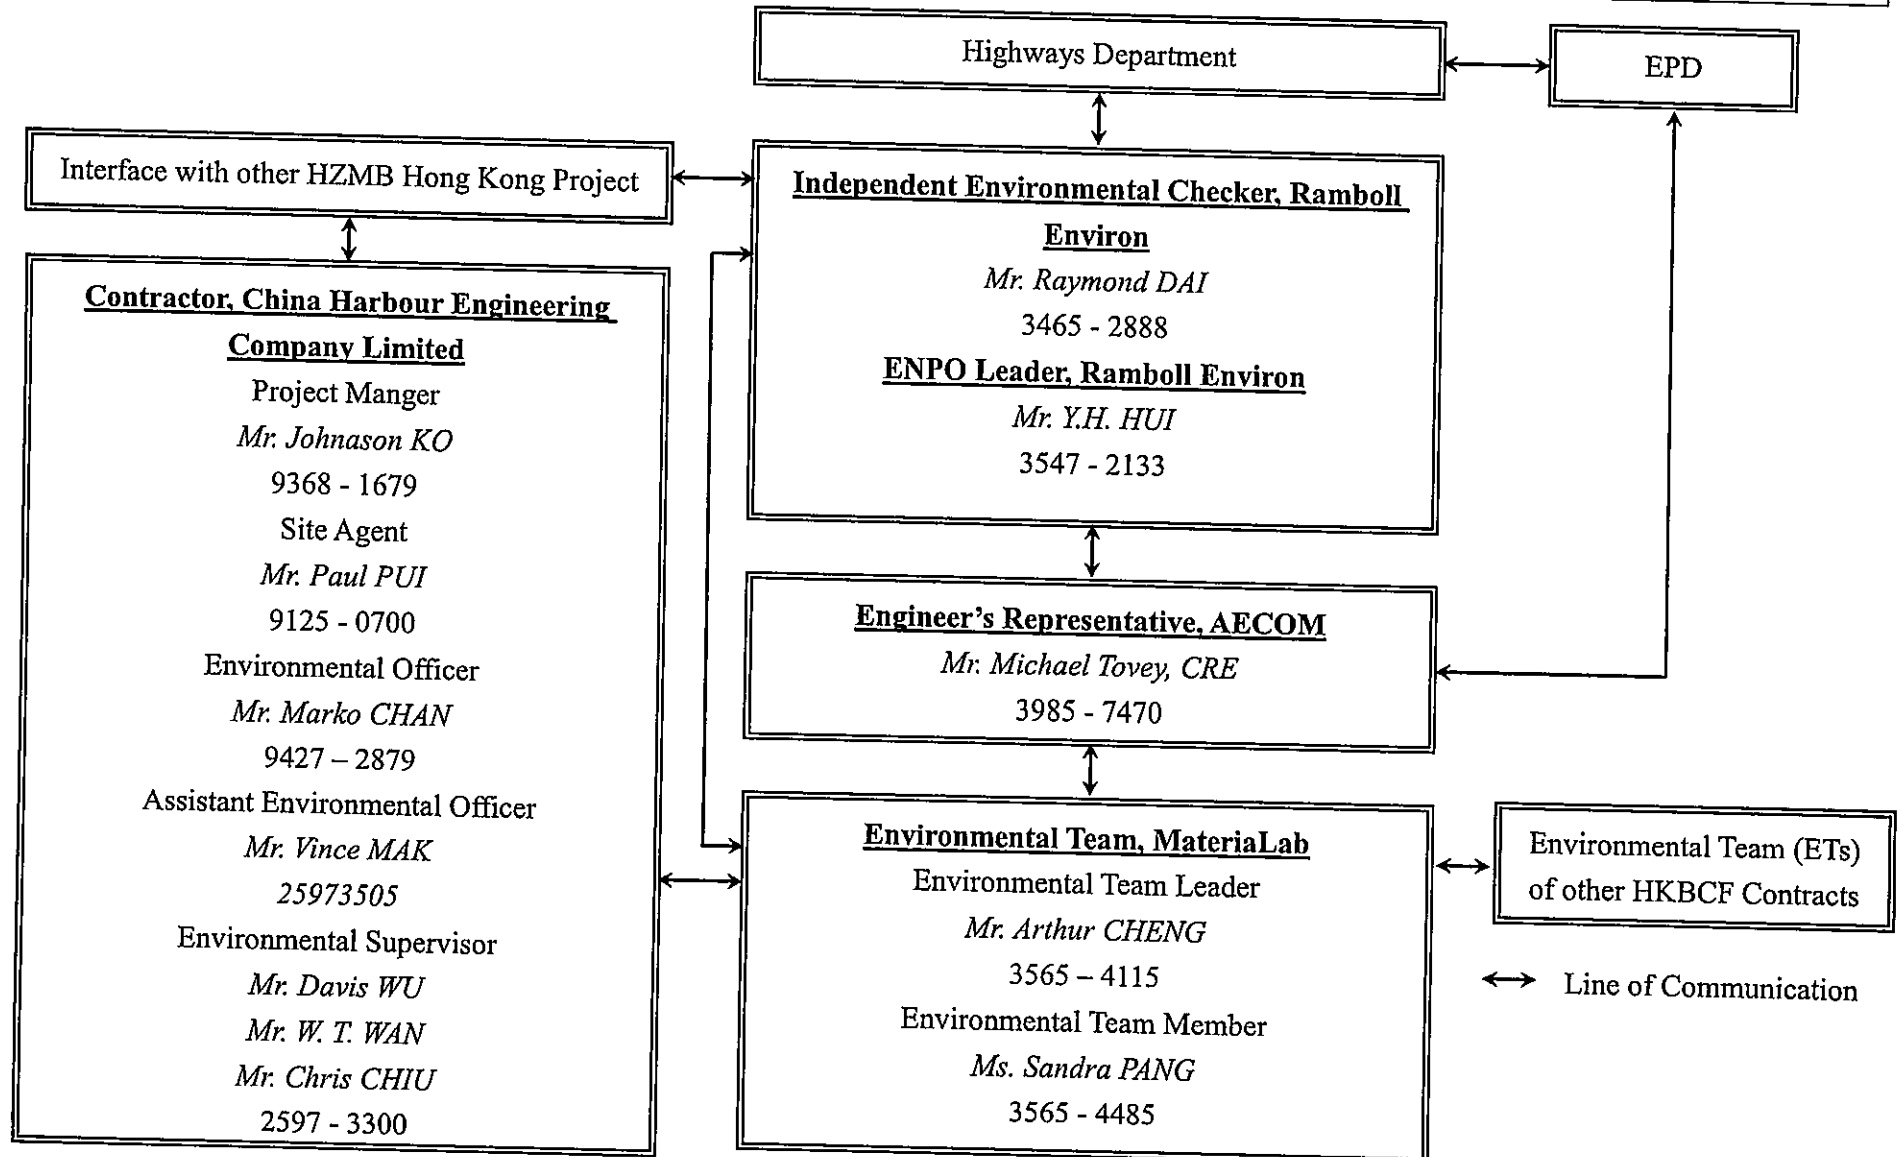 Highways Department
EPD
Interface with other HZMB Hong Kong Project
Independent Environmental Checker, Ramboll
Environ
Mr. Raymond DAI
3465 - 2888
ENPO Leader, Ramboll Environ
Mr. Y.H. HUI
3547 - 2133
Contractor, China Harbour Engineering
Company Limited
Project Manger
Mr. Johnason KO
9368 - 1679
Site Agent
Mr. Paul PUI
9125 - 0700
Environmental Officer
Mr. Marko CHAN
9427 – 2879
Assistant Environmental Officer
Mr. Vince MAK
25973505
Environmental Supervisor
Mr. Davis WU
Mr. W. T. WAN
Mr. Chris CHIU
2597 - 3300
Engineer’s Representative, AECOM
Mr. Michael Tovey, CRE
3985 - 7470
Environmental Team, MateriaLab
Environmental Team Leader
Mr. Arthur CHENG
3565 – 4115
Environmental Team Member
Ms. Sandra PANG
3565 - 4485
Environmental Team (ETs)
of other HKBCF Contracts
Line of Communication